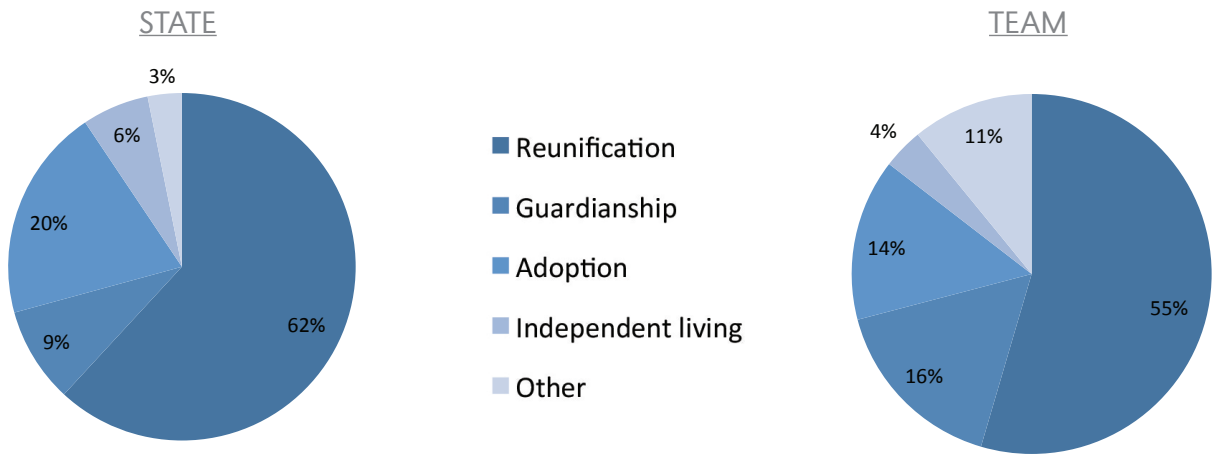 STATE
3%
6%
20%
9%
62%
Reunification
Guardianship
Adoption
Independent living
Other
TEAM
4%
11%
14%
16%
55%